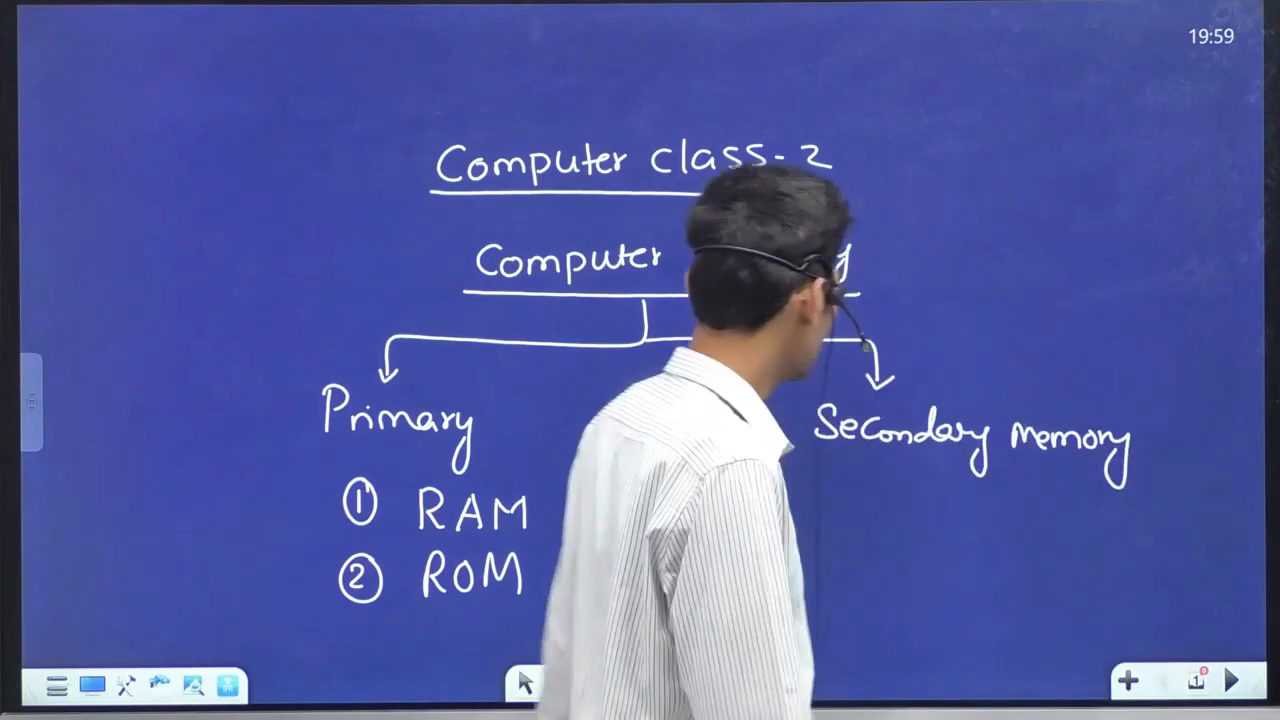 19:59
Computer class-2
Computer
Primary
Secondary Memory
① RAM
② ROM